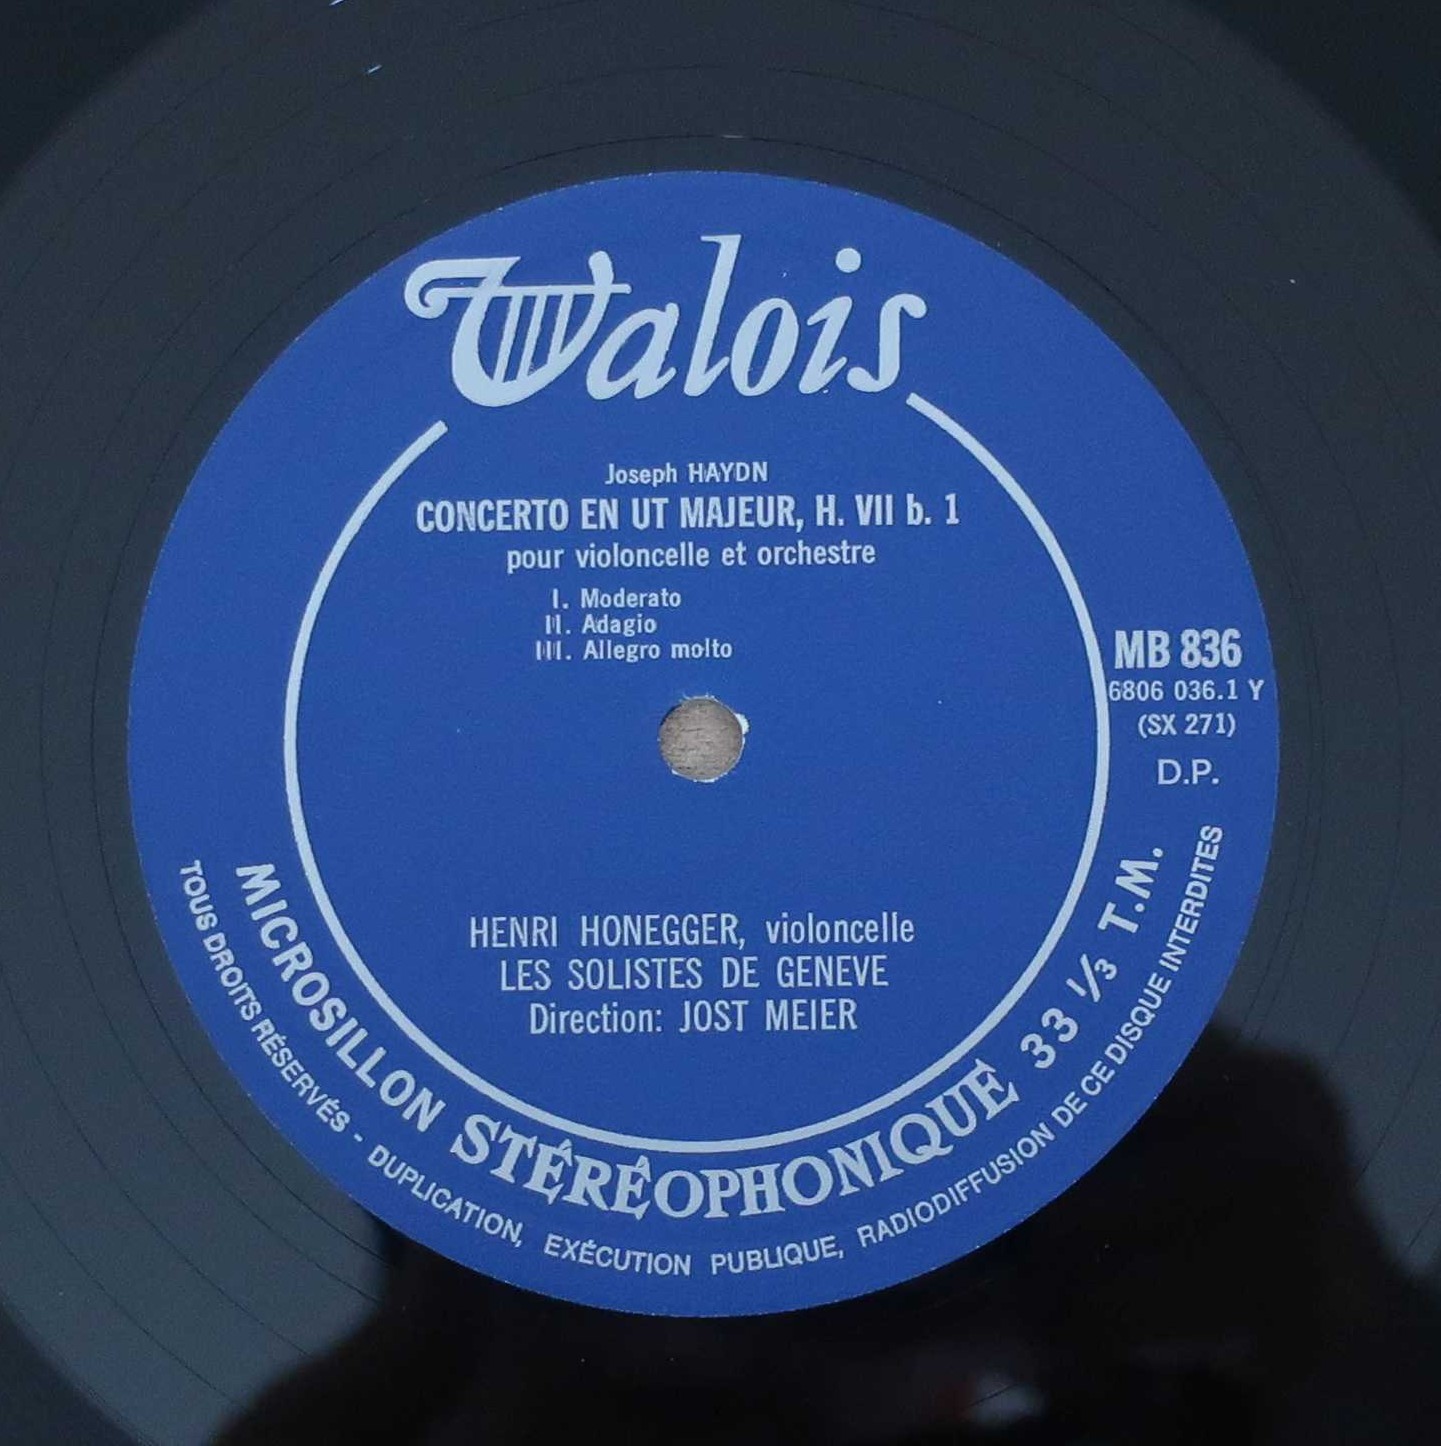 Valois
Joseph HAYDN
CONCERTO EN UT MAJEUR, H. VII b. 1
pour violoncelle et orchestre
I. Moderato
II. Adagio
III. Allegro molto
MB 836
6806 036.1 Y
(SX 271)
D.P.
HENRI HONEGGER, violoncelle
LES SOLISTES DE GENEVE
Direction: JOST MEIER
MICROSILLON STÉRÉOPHONIQUE 33 1/3 T.M.
TOUS DROITS RÉSERVÉS - DUPLICATION, EXÉCUTION PUBLIQUE, RADIODIFFUSION DE CE DISQUE INTERDITES